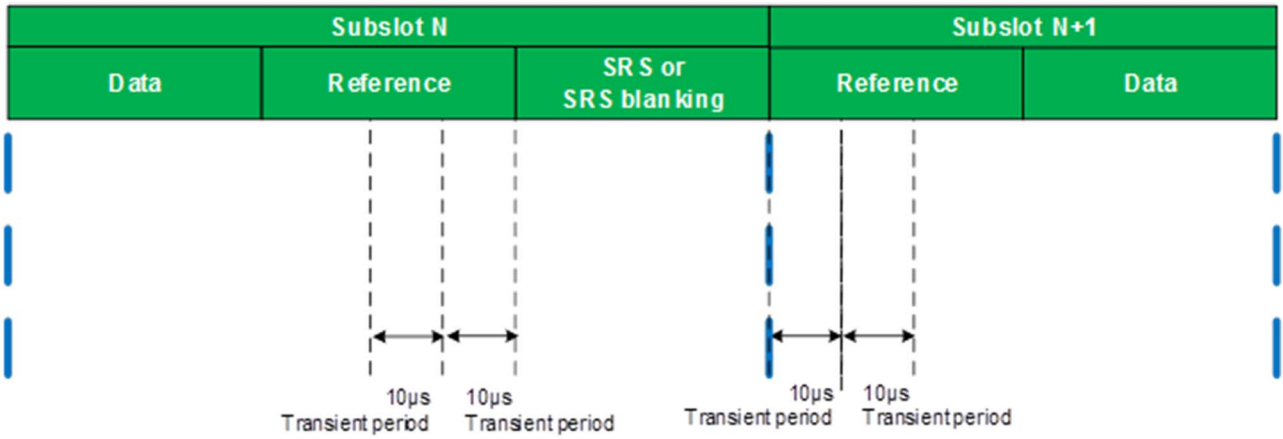 Subslot N
Subslot N+1
Data
Reference
SRS or
SRS blanking
Reference
Data
10µs
Transient period
10µs
Transient period
10µs
Transient period
10µs
Transient period